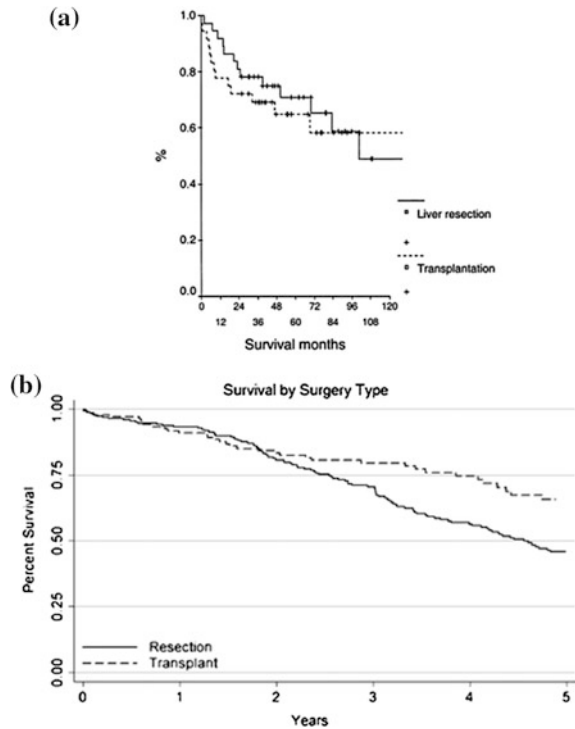 (a)
1.0
0.8
0.6
0.4
0.2
0.0
%
Liver resection
Transplantation
0 24 48 72 96 120
12 36 60 84 108
Survival months
(b)
Survival by Surgery Type
1.00
0.75
0.50
0.25
0.00
Percent Survival
Resection
Transplant
0 1 2 3 4 5
Years